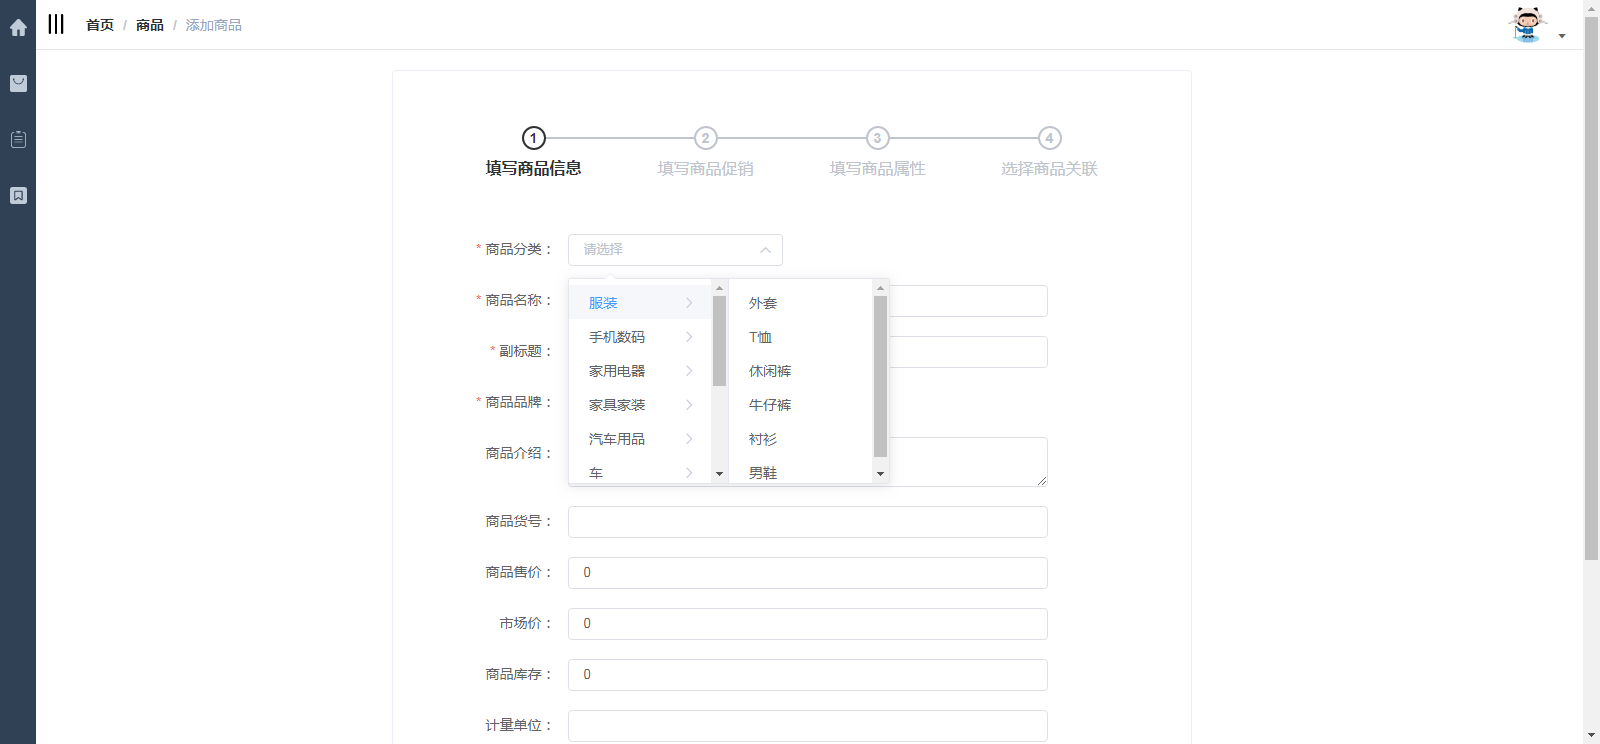 首页 / 商品 / 添加商品
1 2 3 4
填写商品信息 填写商品促销 填写商品属性 选择商品关联
* 商品分类： 请选择
* 商品名称：
* 副标题：
* 商品品牌：
商品介绍：
服装 外套
手机数码 T恤
家用电器 休闲裤
家具家装 牛仔裤
汽车用品 衬衫
车 男鞋
商品货号：
商品售价： 0
市场价： 0
商品库存： 0
计量单位：